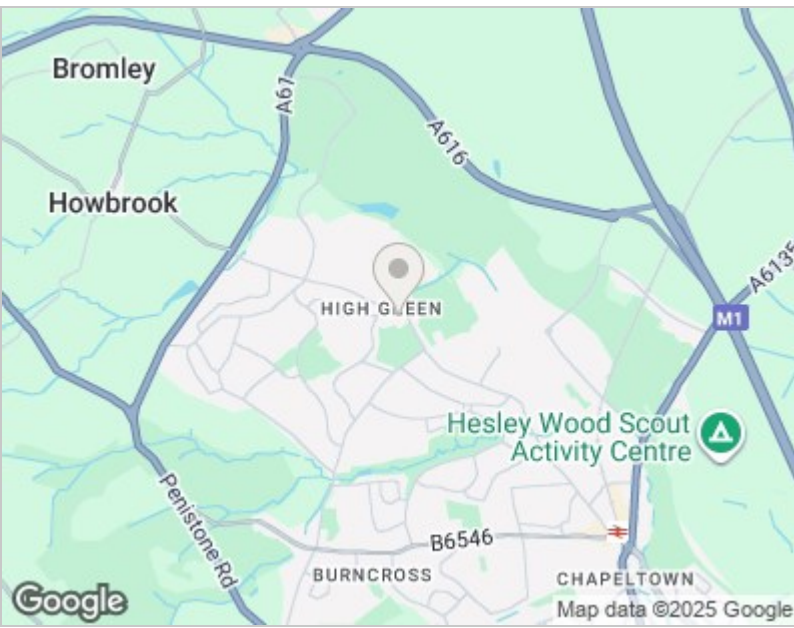 Bromley
A61
A616
Howbrook
A6135
HIGH GREEN
M1
Hesley Wood Scout
Activity Centre
Penistone Rd
B6546
BURNCROSS
CHAPELTOWN
Google
Map data ©2025 Google